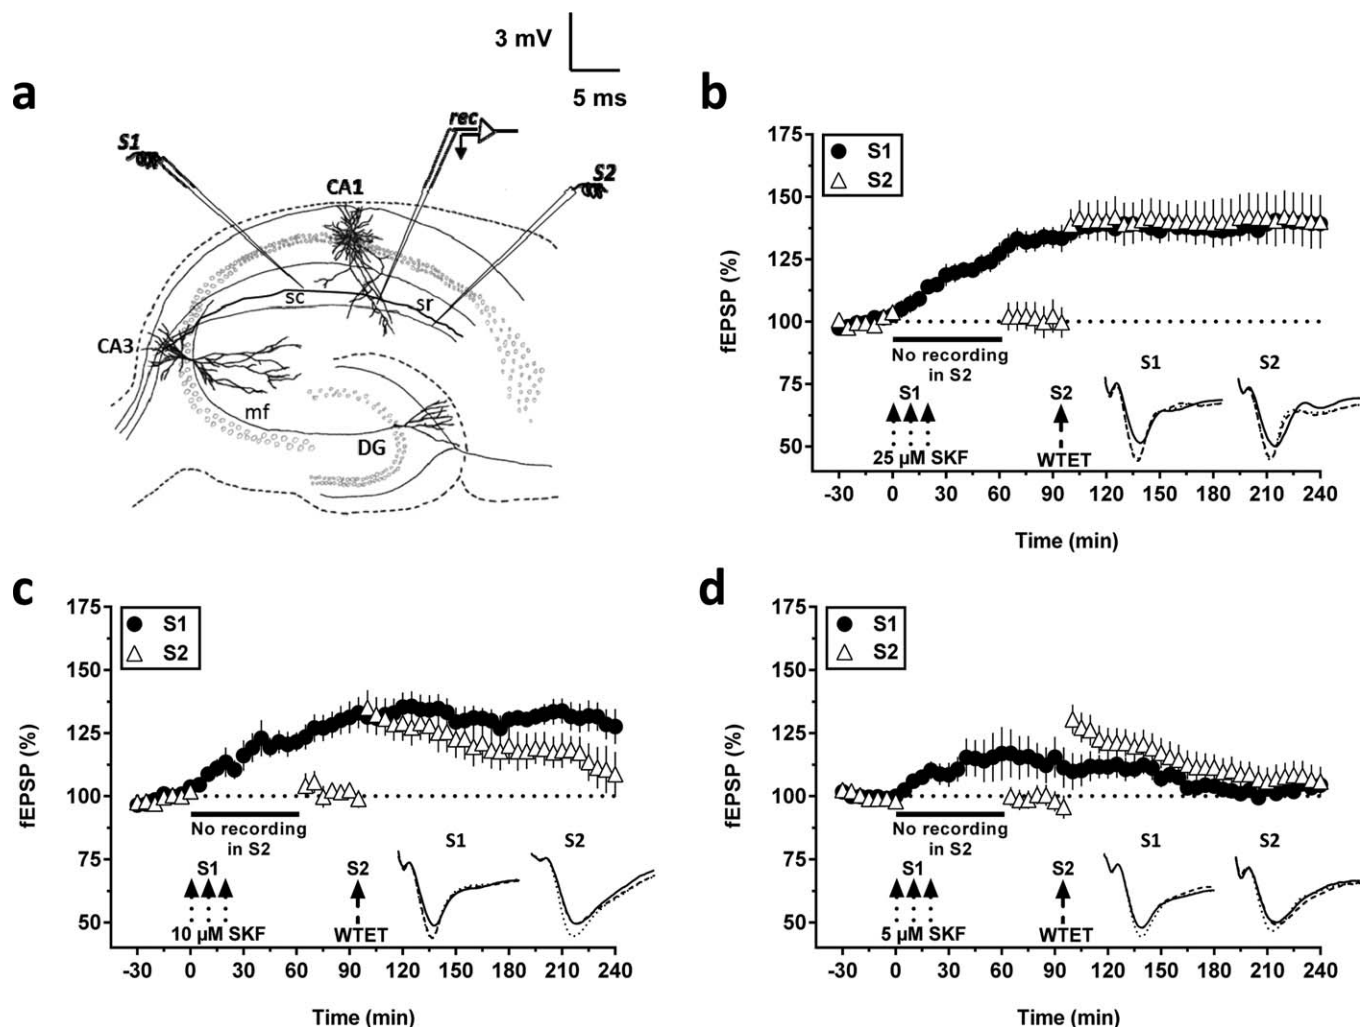 a
3 mV
5 ms
S1
rec
S2
CA1
sc
sr
CA3
mf
DG
b
fEPSP (%)
175
150
125
100
75
50
S1
S2
No recording
in S2
S1
S2
S1
S2
25 µM SKF
WTET
-30 0 30 60 90 120 150 180 210 240
Time (min)
c
fEPSP (%)
175
150
125
100
75
50
S1
S2
No recording
in S2
S1
S2
S1
S2
10 µM SKF
WTET
-30 0 30 60 90 120 150 180 210 240
Time (min)
d
fEPSP (%)
175
150
125
100
75
50
S1
S2
No recording
in S2
S1
S2
S1
S2
5 µM SKF
WTET
-30 0 30 60 90 120 150 180 210 240
Time (min)